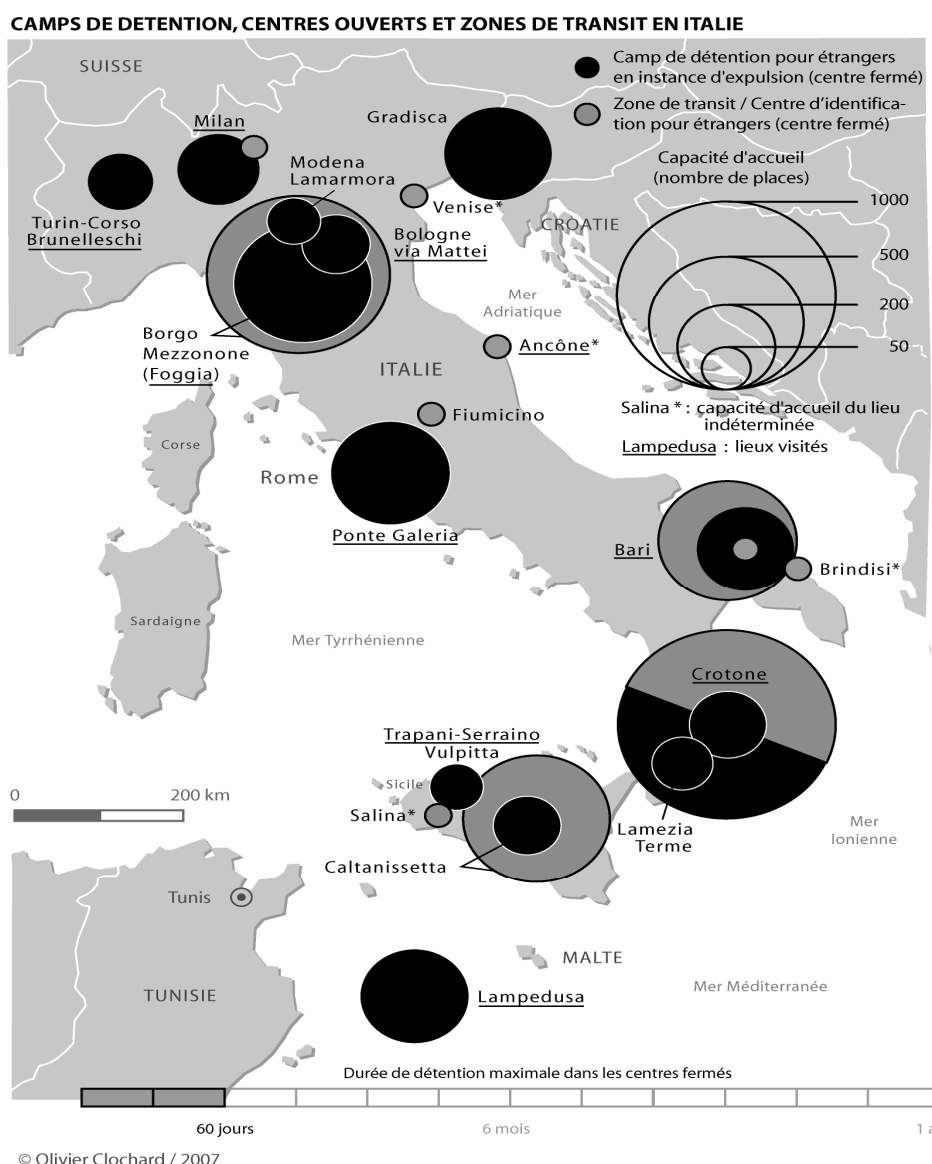 CAMPS DE DETENTION, CENTRES OUVERTS ET ZONES DE TRANSIT EN ITALIE
SUISSE
Camp de détention pour étrangers
en instance d'expulsion (centre fermé)
Zone de transit / Centre d'identifica-
tion pour étrangers (centre fermé)
Capacité d'accueil
(nombre de places)
1000
500
200
50
Salina * : capacité d'accueil du lieu
indéterminée
Lampedusa : lieux visités
Milan
Gradisca
Modena
Lamarmora
Turin-Corso
Brunelleschi
Venise*
CROATIE
Bologne
via Mattei
Mer
Adriatique
Borgo
Mezzonone
(Foggia)
Ancône*
ITALIE
Fiumicino
Corse
Rome
Ponte Galeria
Bari
Brindisi*
Sardaigne
Mer Tyrrhénienne
Crotone
Trapani-Serraino
Vulpitta
Sicile
0
200 km
Salina*
Lamezia
Terme
Mer
Ionienne
Caltanissetta
Tunis
MALTE
TUNISIE
Lampedusa
Mer Méditerranée
Durée de détention maximale dans les centres fermés
60 jours
6 mois
1 a
© Olivier Clochard / 2007